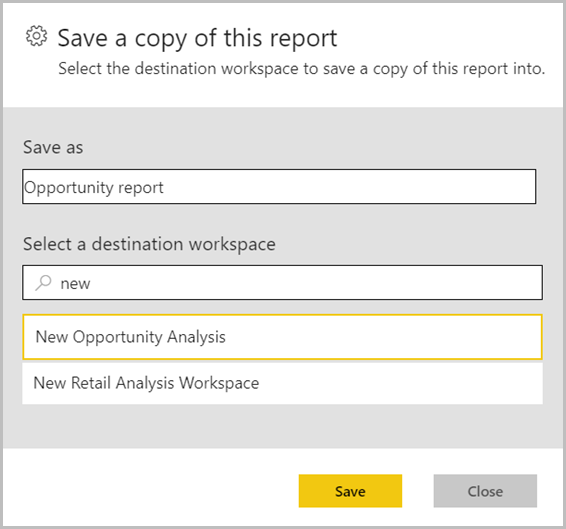 Save a copy of this report
Select the destination workspace to save a copy of this report into.
Save as
Opportunity report
Select a destination workspace
new
New Opportunity Analysis
New Retail Analysis Workspace
Save
Close